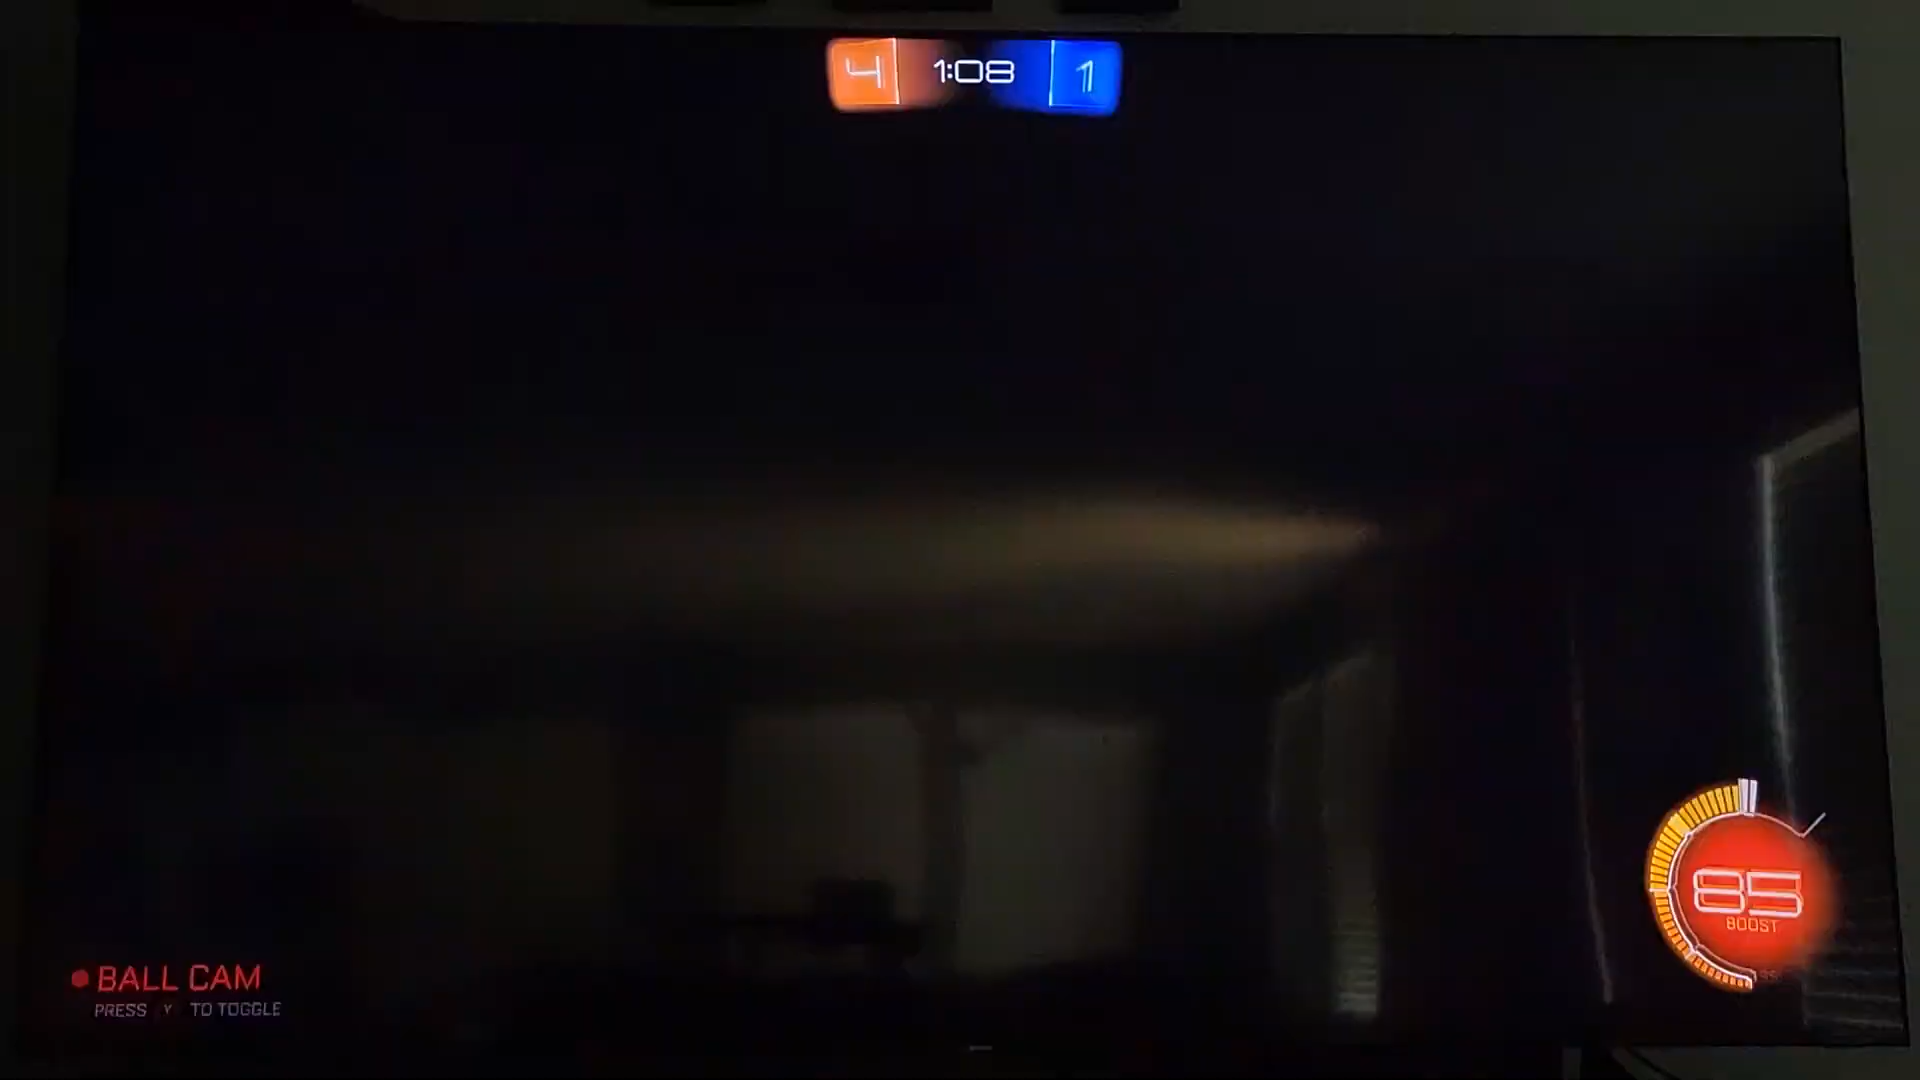 4 1:08 1
85
BOOST
BALL CAM
PRESS Y TO TOGGLE